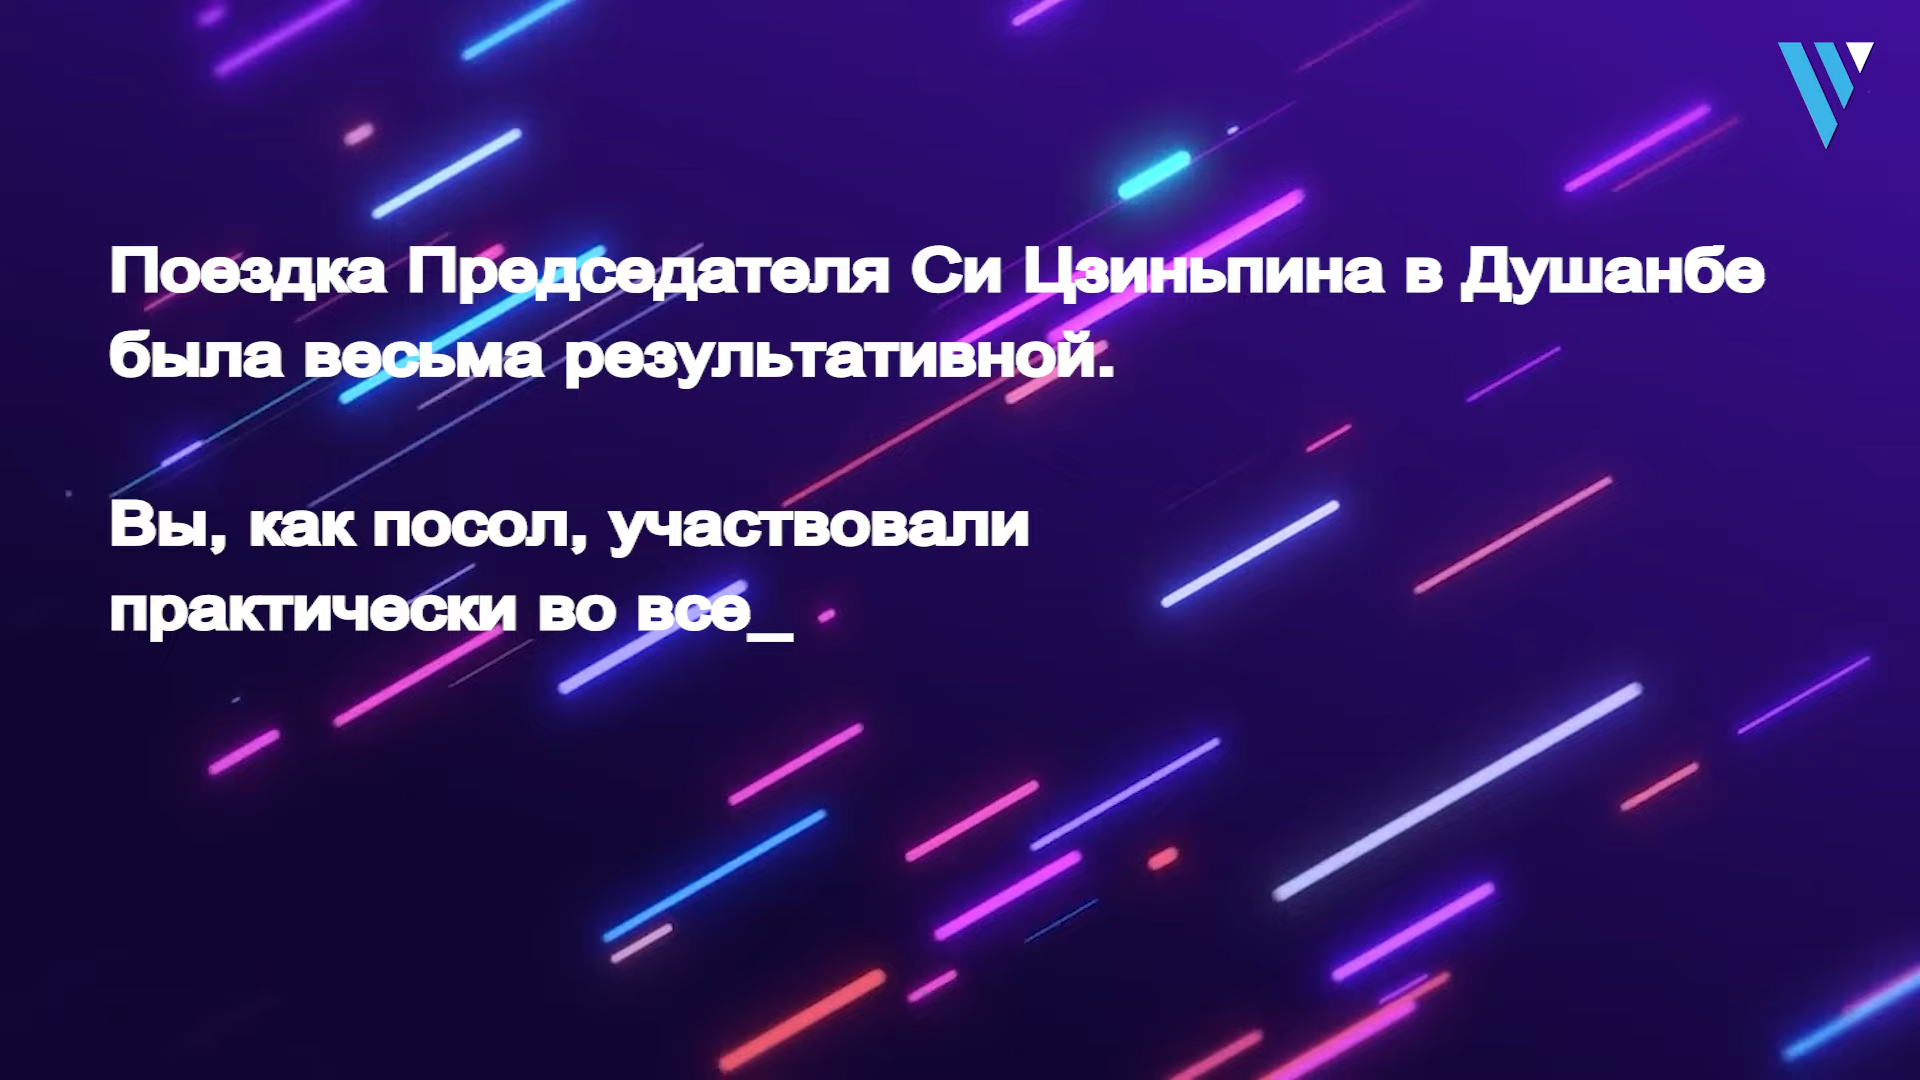 Поездка Председателя Си Цзиньпина в Душанбе
была весьма результативной.
Вы, как посол, участвовали
практически во все_